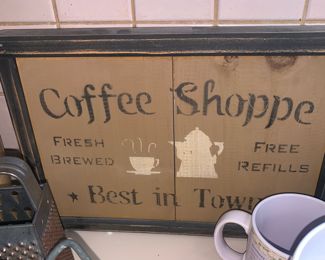 Coffee Shoppe
FRESH FREE
BREWED REFILLS
Best in Town